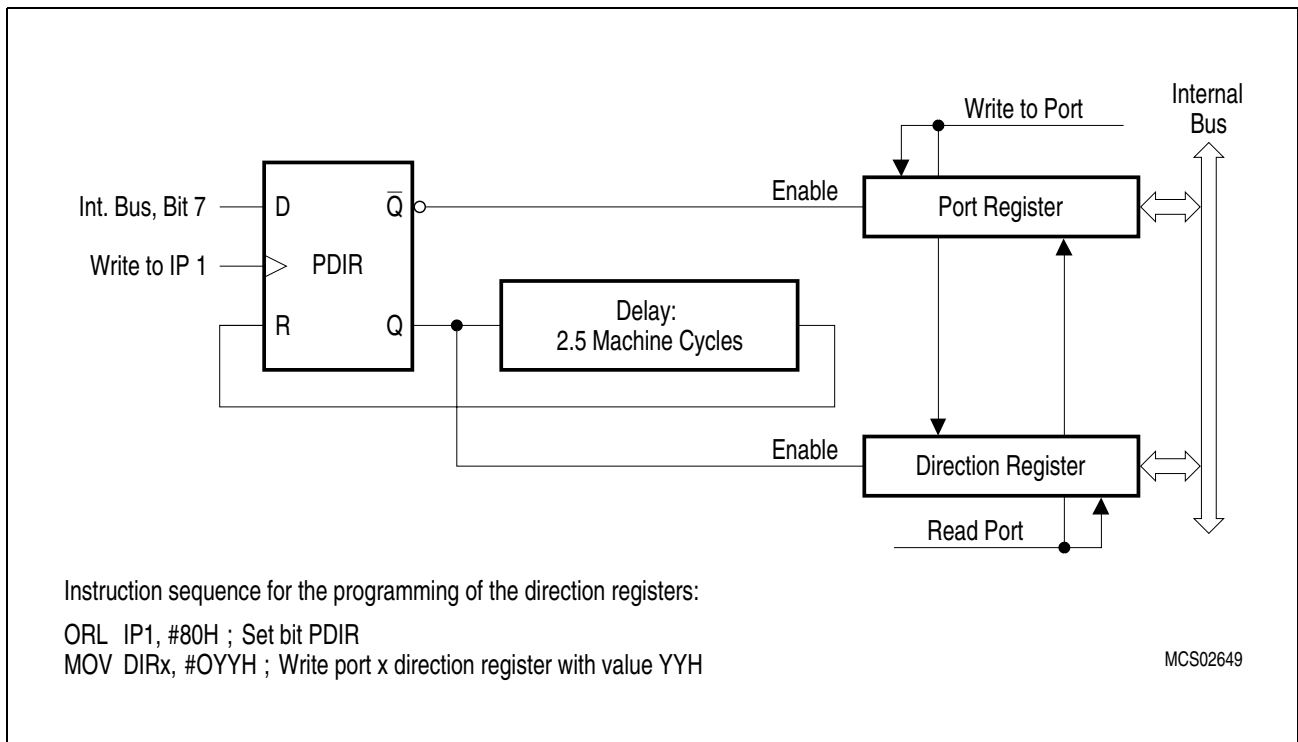 Write to Port
Internal
Bus
Int. Bus, Bit 7
D
Q
Enable
Port Register
Write to IP 1
PDIR
R
Q
Delay:
2.5 Machine Cycles
Enable
Direction Register
Read Port
Instruction sequence for the programming of the direction registers:
ORL IP1, #80H ; Set bit PDIR
MOV DIRx, #OYYH ; Write port x direction register with value YYH
MCS02649